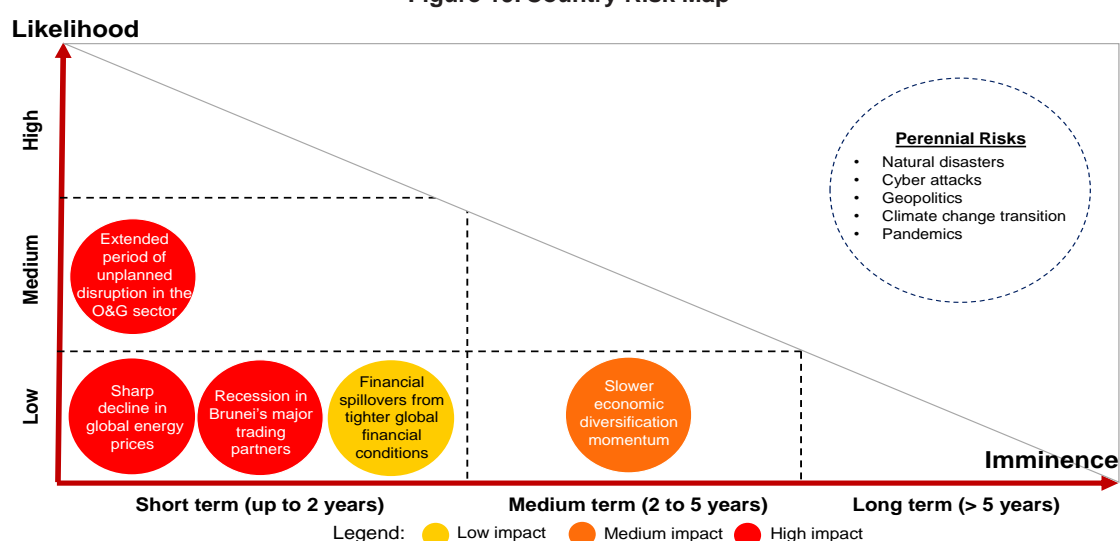 Likelihood
High
Medium
Low
Perennial Risks
• Natural disasters
• Cyber attacks
• Geopolitics
• Climate change transition
• Pandemics
Extended
period of
unplanned
disruption in the
O&G sector
Sharp
decline in
global energy
prices
Recession in
Brunei's major
trading
partners
Financial
spillovers from
tighter global
financial
conditions
Slower
economic
diversification
momentum
Imminence
Short term (up to 2 years)
Medium term (2 to 5 years)
Long term (> 5 years)
Legend:
Low impact
Medium impact
High impact